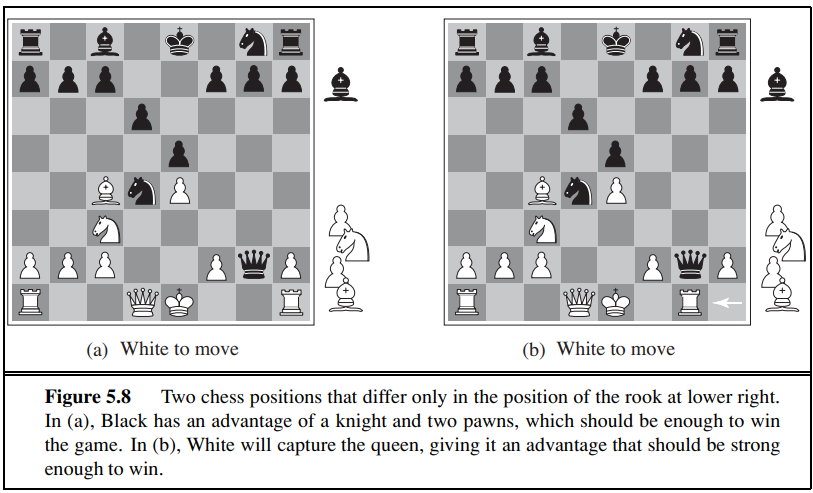 (a) White to move
(b) White to move
Figure 5.8 Two chess positions that differ only in the position of the rook at lower right.
In (a), Black has an advantage of a knight and two pawns, which should be enough to win
the game. In (b), White will capture the queen, giving it an advantage that should be strong
enough to win.